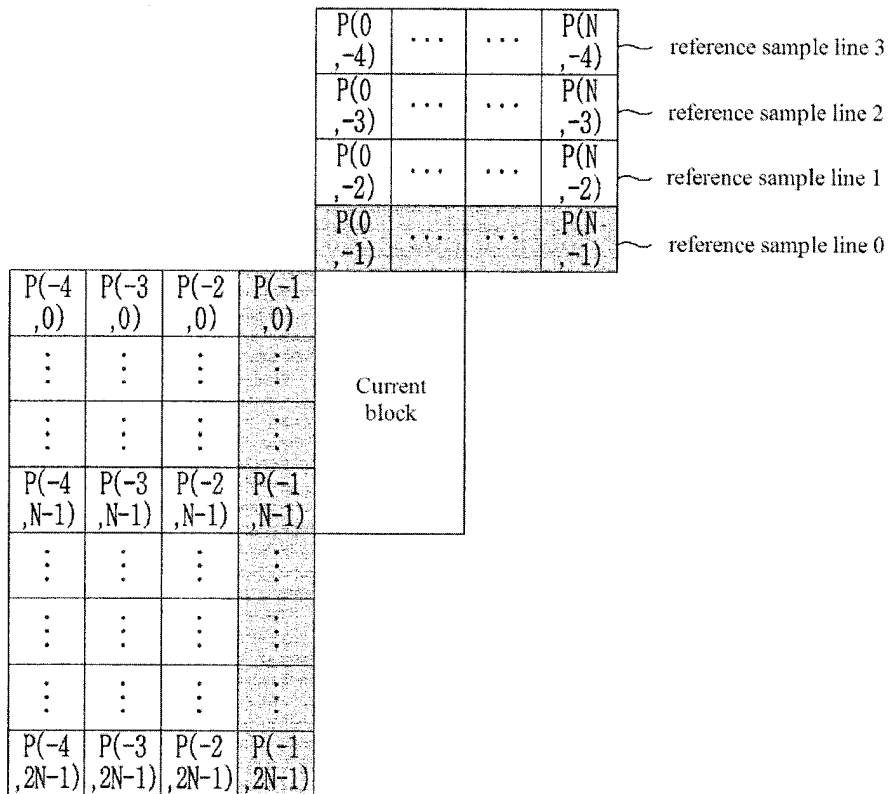 P(0 ,-4) ... ... P(N ,-4) reference sample line 3
P(0 ,-3) ... ... P(N ,-3) reference sample line 2
P(0 ,-2) ... ... P(N ,-2) reference sample line 1
P(0 ,-1) ... ... P(N ,-1) reference sample line 0
P(-4 ,0) P(-3 ,0) P(-2 ,0) P(-1 ,0)
⋮ ⋮ ⋮ ⋮
Current
block
⋮ ⋮ ⋮ ⋮
P(-4 ,N-1) P(-3 ,N-1) P(-2 ,N-1) P(-1 ,N-1)
⋮ ⋮ ⋮ ⋮
⋮ ⋮ ⋮ ⋮
⋮ ⋮ ⋮ ⋮
P(-4 ,2N-1) P(-3 ,2N-1) P(-2 ,2N-1) P(-1 ,2N-1)